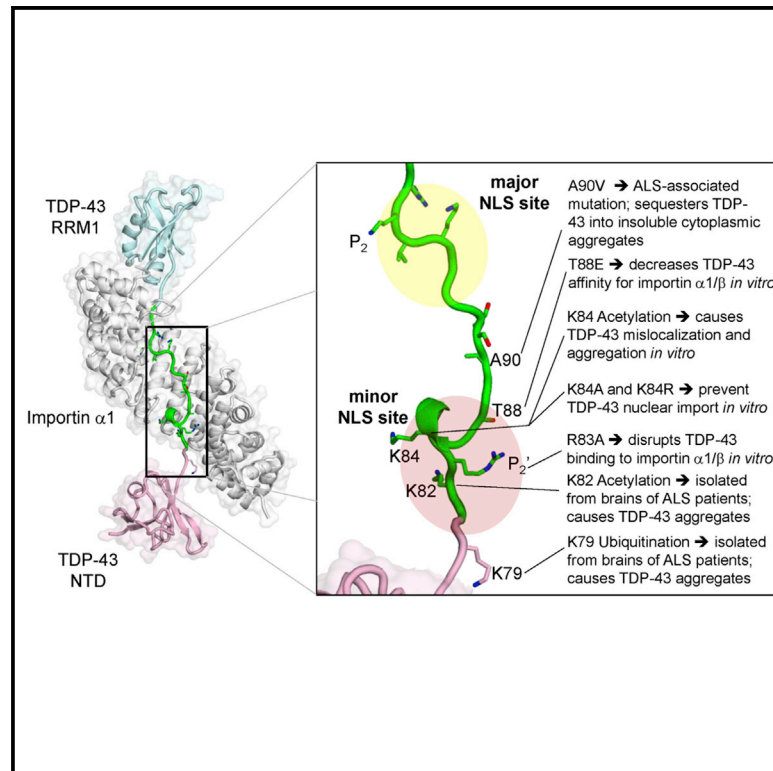 TDP-43
RRM1
Importin α1
TDP-43
NTD
major
NLS site
P2
A90
minor
NLS site
T88
K84
P2'
K82
K79
A90V ➔ ALS-associated
mutation; sequesters TDP-
43 into insoluble cytoplasmic
aggregates
T88E ➔ decreases TDP-43
affinity for importin α1/β in vitro
K84 Acetylation ➔ causes
TDP-43 mislocalization and
aggregation in vitro
K84A and K84R ➔ prevent
TDP-43 nuclear import in vitro
R83A ➔ disrupts TDP-43
binding to importin α1/β in vitro
K82 Acetylation ➔ isolated
from brains of ALS patients;
causes TDP-43 aggregates
K79 Ubiquitination ➔ isolated
from brains of ALS patients;
causes TDP-43 aggregates